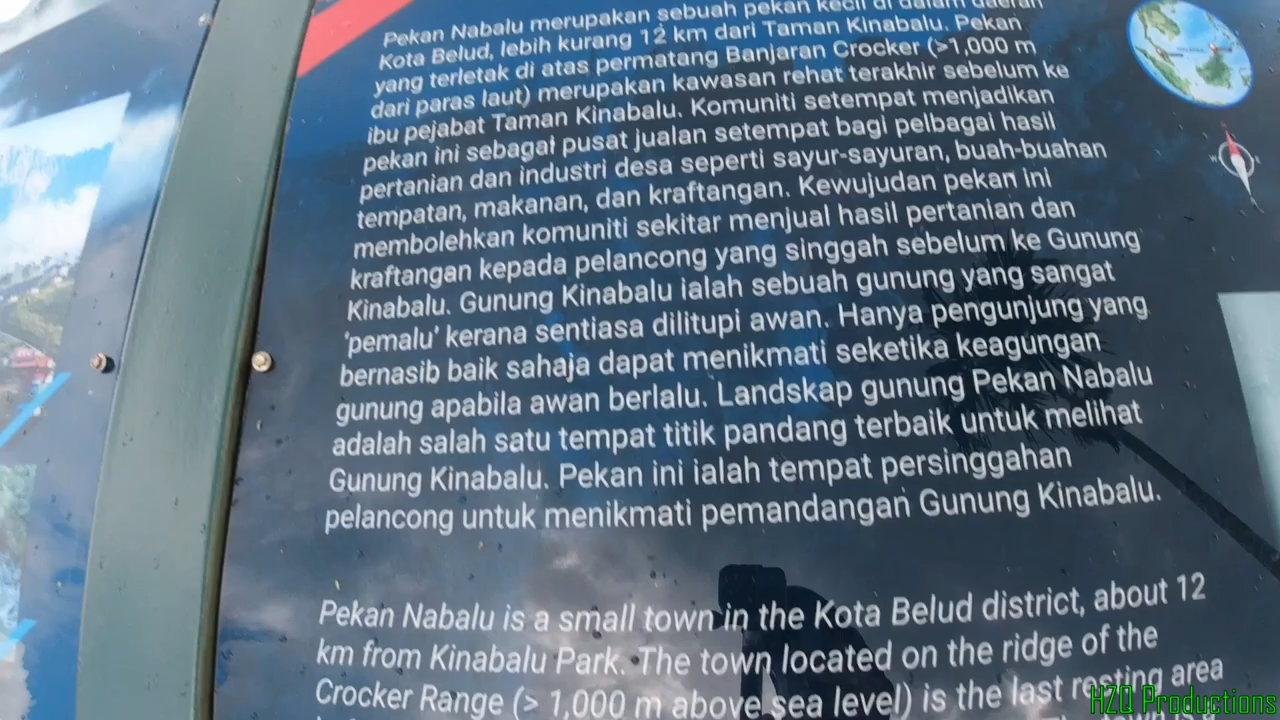 Pekan Nabalu merupakan sebuah pekan kecil di dalam daerah
Kota Belud, lebih kurang 12 km dari Taman Kinabalu. Pekan
yang terletak di atas permatang Banjaran Crocker (>1,000 m
dari paras laut) merupakan kawasan rehat terakhir sebelum ke
ibu pejabat Taman Kinabalu. Komuniti setempat menjadikan
pekan ini sebagai pusat jualan setempat bagi pelbagai hasil
pertanian dan industri desa seperti sayur-sayuran, buah-buahan
tempatan, makanan, dan kraftangan. Kewujudan pekan ini
membolehkan komuniti sekitar menjual hasil pertanian dan
kraftangan kepada pelancong yang singgah sebelum ke Gunung
Kinabalu. Gunung Kinabalu ialah sebuah gunung yang sangat
'pemalu' kerana sentiasa dilitupi awan. Hanya pengunjung yang
bernasib baik sahaja dapat menikmati seketika keagungan
gunung apabila awan berlalu. Landskap gunung Pekan Nabalu
adalah salah satu tempat titik pandang terbaik untuk melihat
Gunung Kinabalu. Pekan ini ialah tempat persinggahan
pelancong untuk menikmati pemandangan Gunung Kinabalu.
Pekan Nabalu is a small town in the Kota Belud district, about 12
km from Kinabalu Park. The town located on the ridge of the
Crocker Range (> 1,000 m above sea level) is the last resting area
HZQ Productions